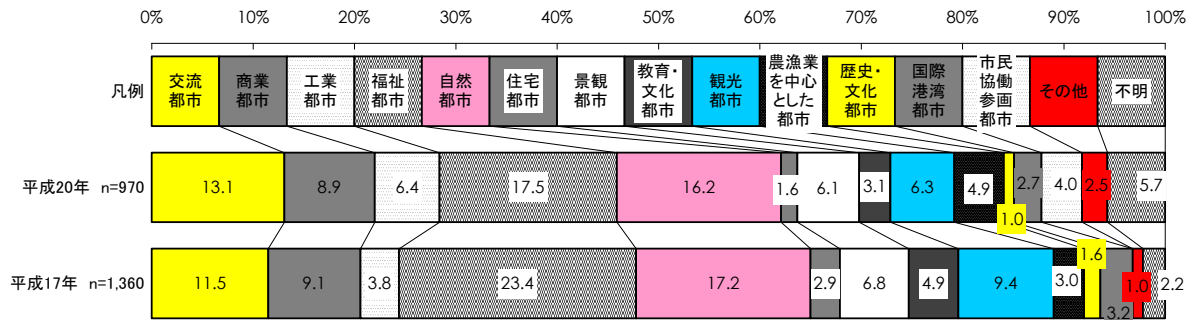 0% 10% 20% 30% 40% 50% 60% 70% 80% 90% 100%
凡例
交流
都市
商業
都市
工業
都市
福祉
都市
自然
都市
住宅
都市
景観
都市
教育・
文化
都市
観光
都市
農漁業
を中心
とした
都市
歴史・
文化
都市
国際
港湾
都市
市民
協働
参画
都市
その他
不明
平成20年 n=970
13.1 8.9 6.4 17.5 16.2 1.6 6.1 3.1 6.3 4.9 1.0 2.7 4.0 2.5 5.7
平成17年 n=1,360
11.5 9.1 3.8 23.4 17.2 2.9 6.8 4.9 9.4 3.0 1.6 3.2 1.0 2.2